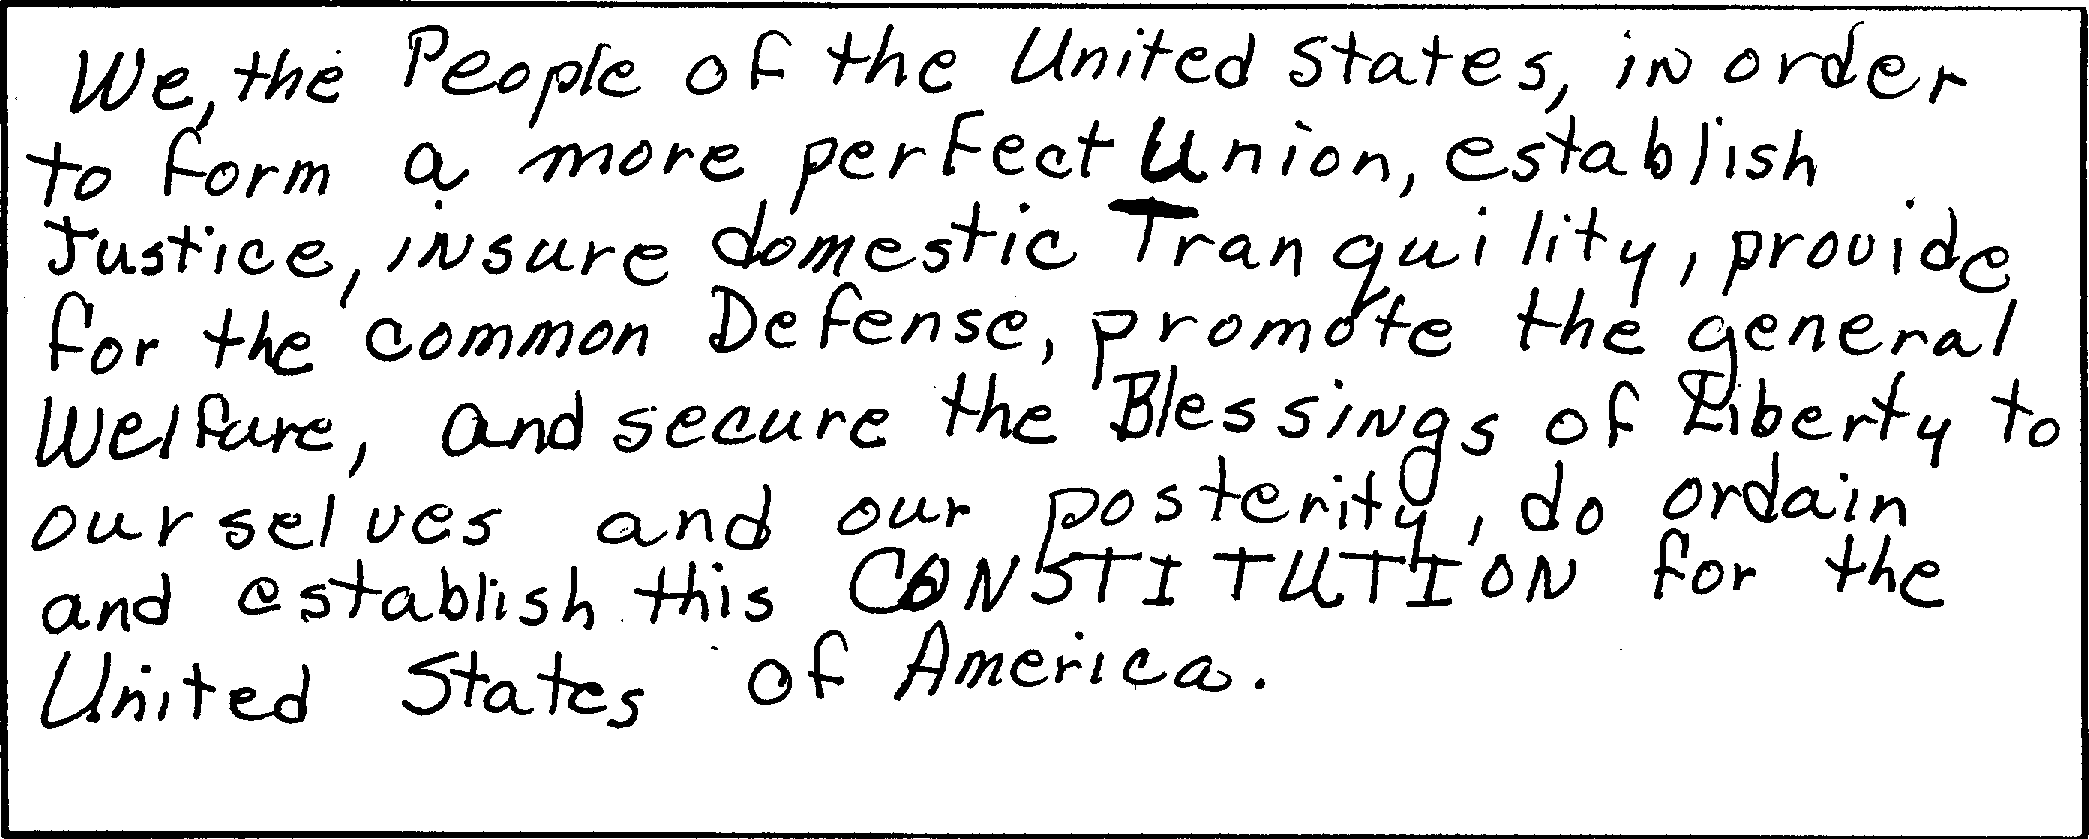 We, the People of the United States, in order
to form a more perfect Union, establish
Justice, insure domestic Tranquility, provide
for the common Defense, promote the general
Welfare, and secure the Blessings of Liberty to
ourselves and our posterity, do ordain
and establish this CONSTITUTION for the
United States of America.